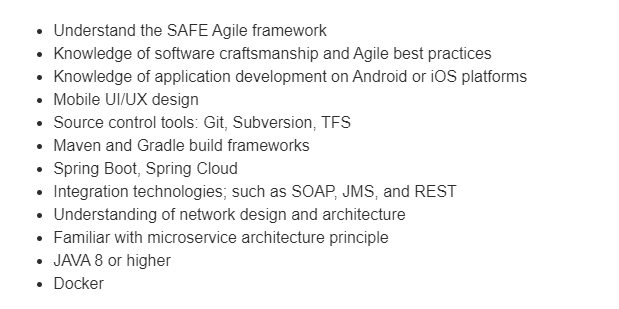 • Understand the SAFE Agile framework
• Knowledge of software craftsmanship and Agile best practices
• Knowledge of application development on Android or iOS platforms
• Mobile UI/UX design
• Source control tools: Git, Subversion, TFS
• Maven and Gradle build frameworks
• Spring Boot, Spring Cloud
• Integration technologies; such as SOAP, JMS, and REST
• Understanding of network design and architecture
• Familiar with microservice architecture principle
• JAVA 8 or higher
• Docker